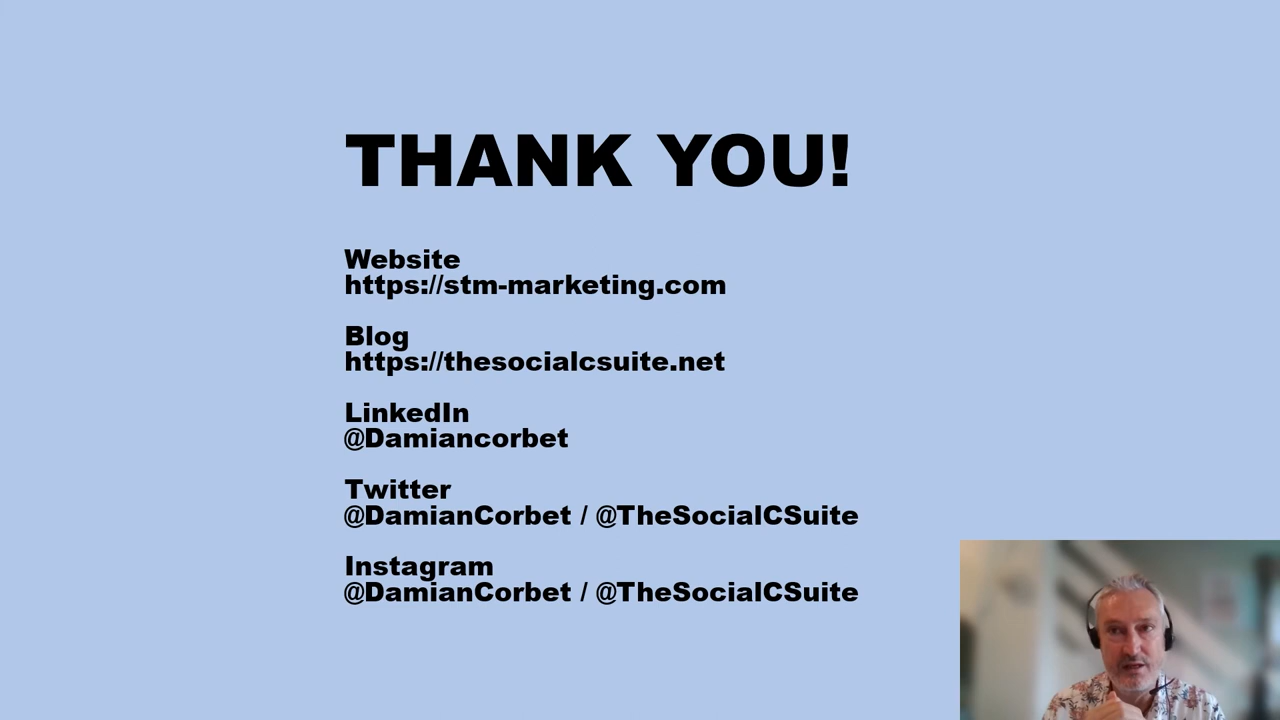 THANK YOU!
Website
https://stm-marketing.com
Blog
https://thesocialcsuite.net
LinkedIn
@Damiancorbet
Twitter
@DamianCorbet / @TheSocialCSuite
Instagram
@DamianCorbet / @TheSocialCSuite